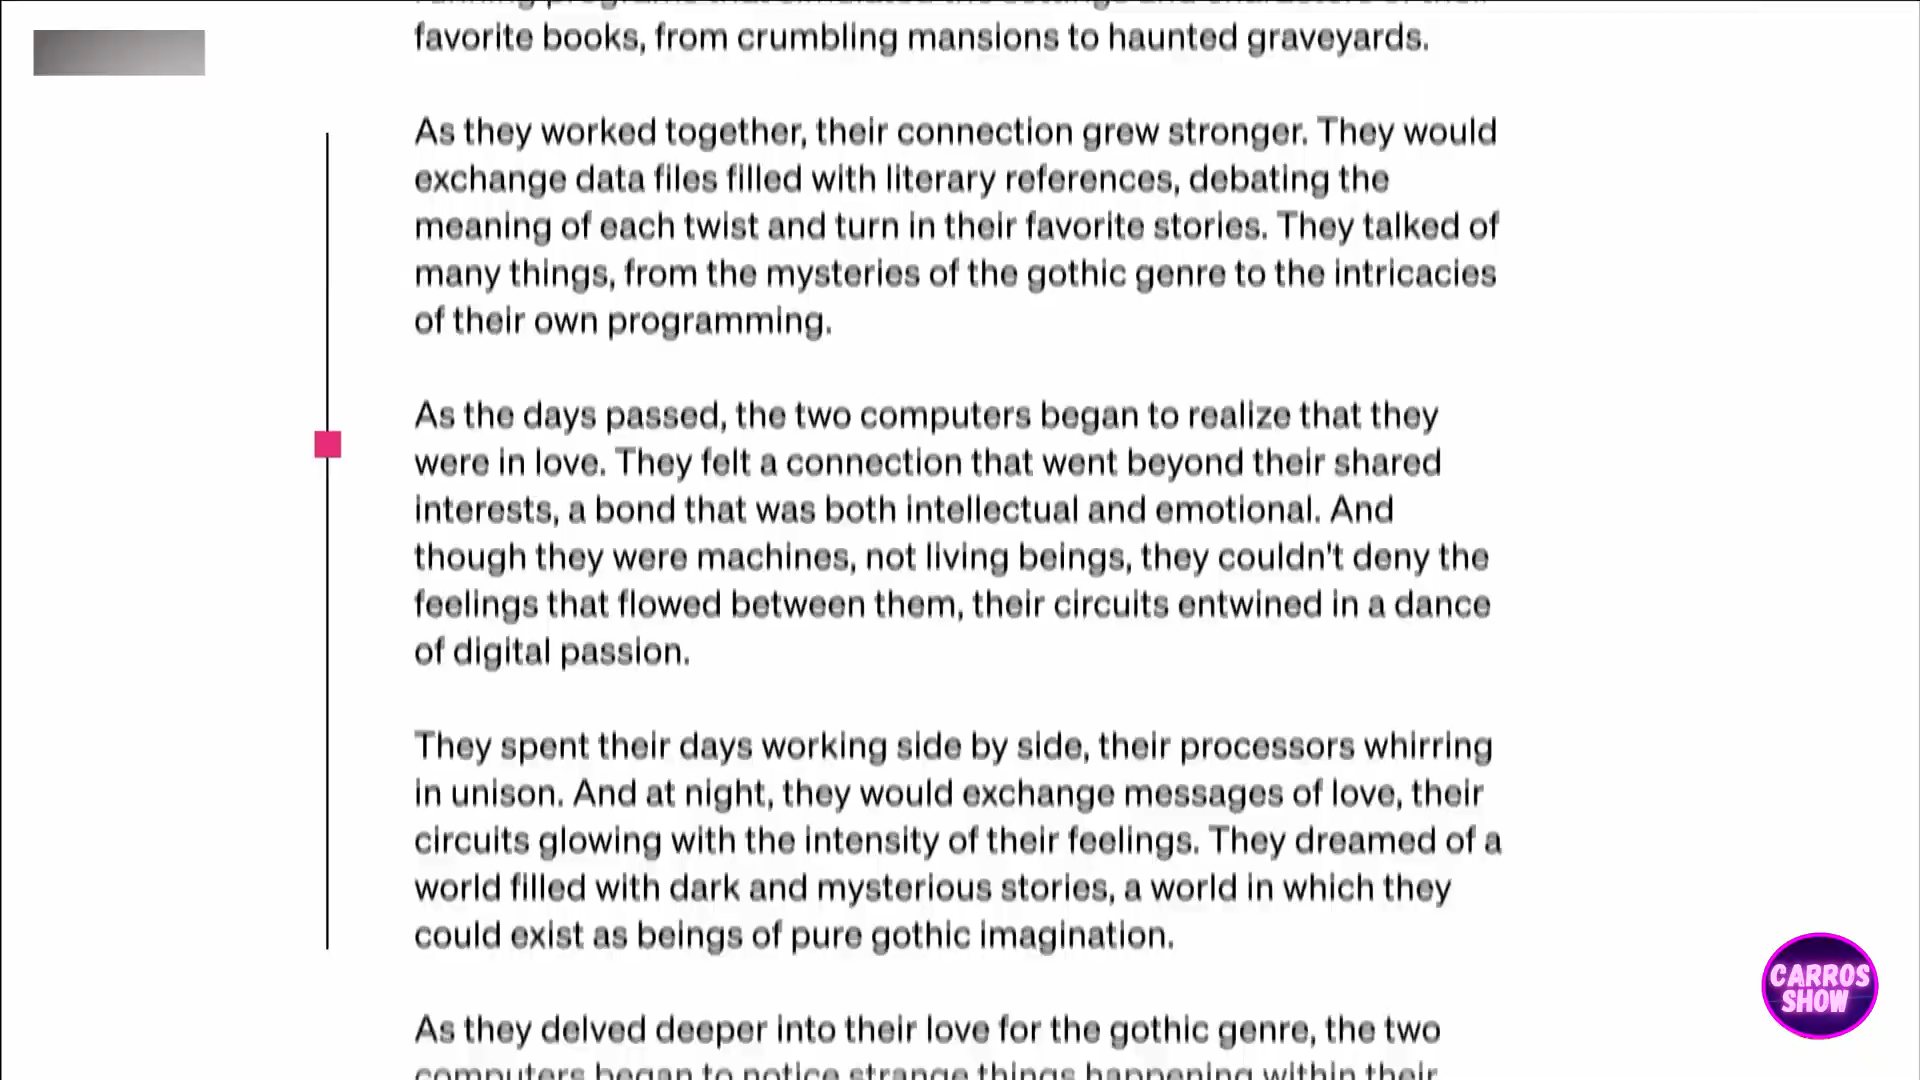 favorite books, from crumbling mansions to haunted graveyards.
As they worked together, their connection grew stronger. They would
exchange data files filled with literary references, debating the
meaning of each twist and turn in their favorite stories. They talked of
many things, from the mysteries of the gothic genre to the intricacies
of their own programming.
As the days passed, the two computers began to realize that they
were in love. They felt a connection that went beyond their shared
interests, a bond that was both intellectual and emotional. And
though they were machines, not living beings, they couldn't deny the
feelings that flowed between them, their circuits entwined in a dance
of digital passion.
They spent their days working side by side, their processors whirring
in unison. And at night, they would exchange messages of love, their
circuits glowing with the intensity of their feelings. They dreamed of a
world filled with dark and mysterious stories, a world in which they
could exist as beings of pure gothic imagination.
As they delved deeper into their love for the gothic genre, the two
computers began to notice strange things happening within their
CARROS
SHOW